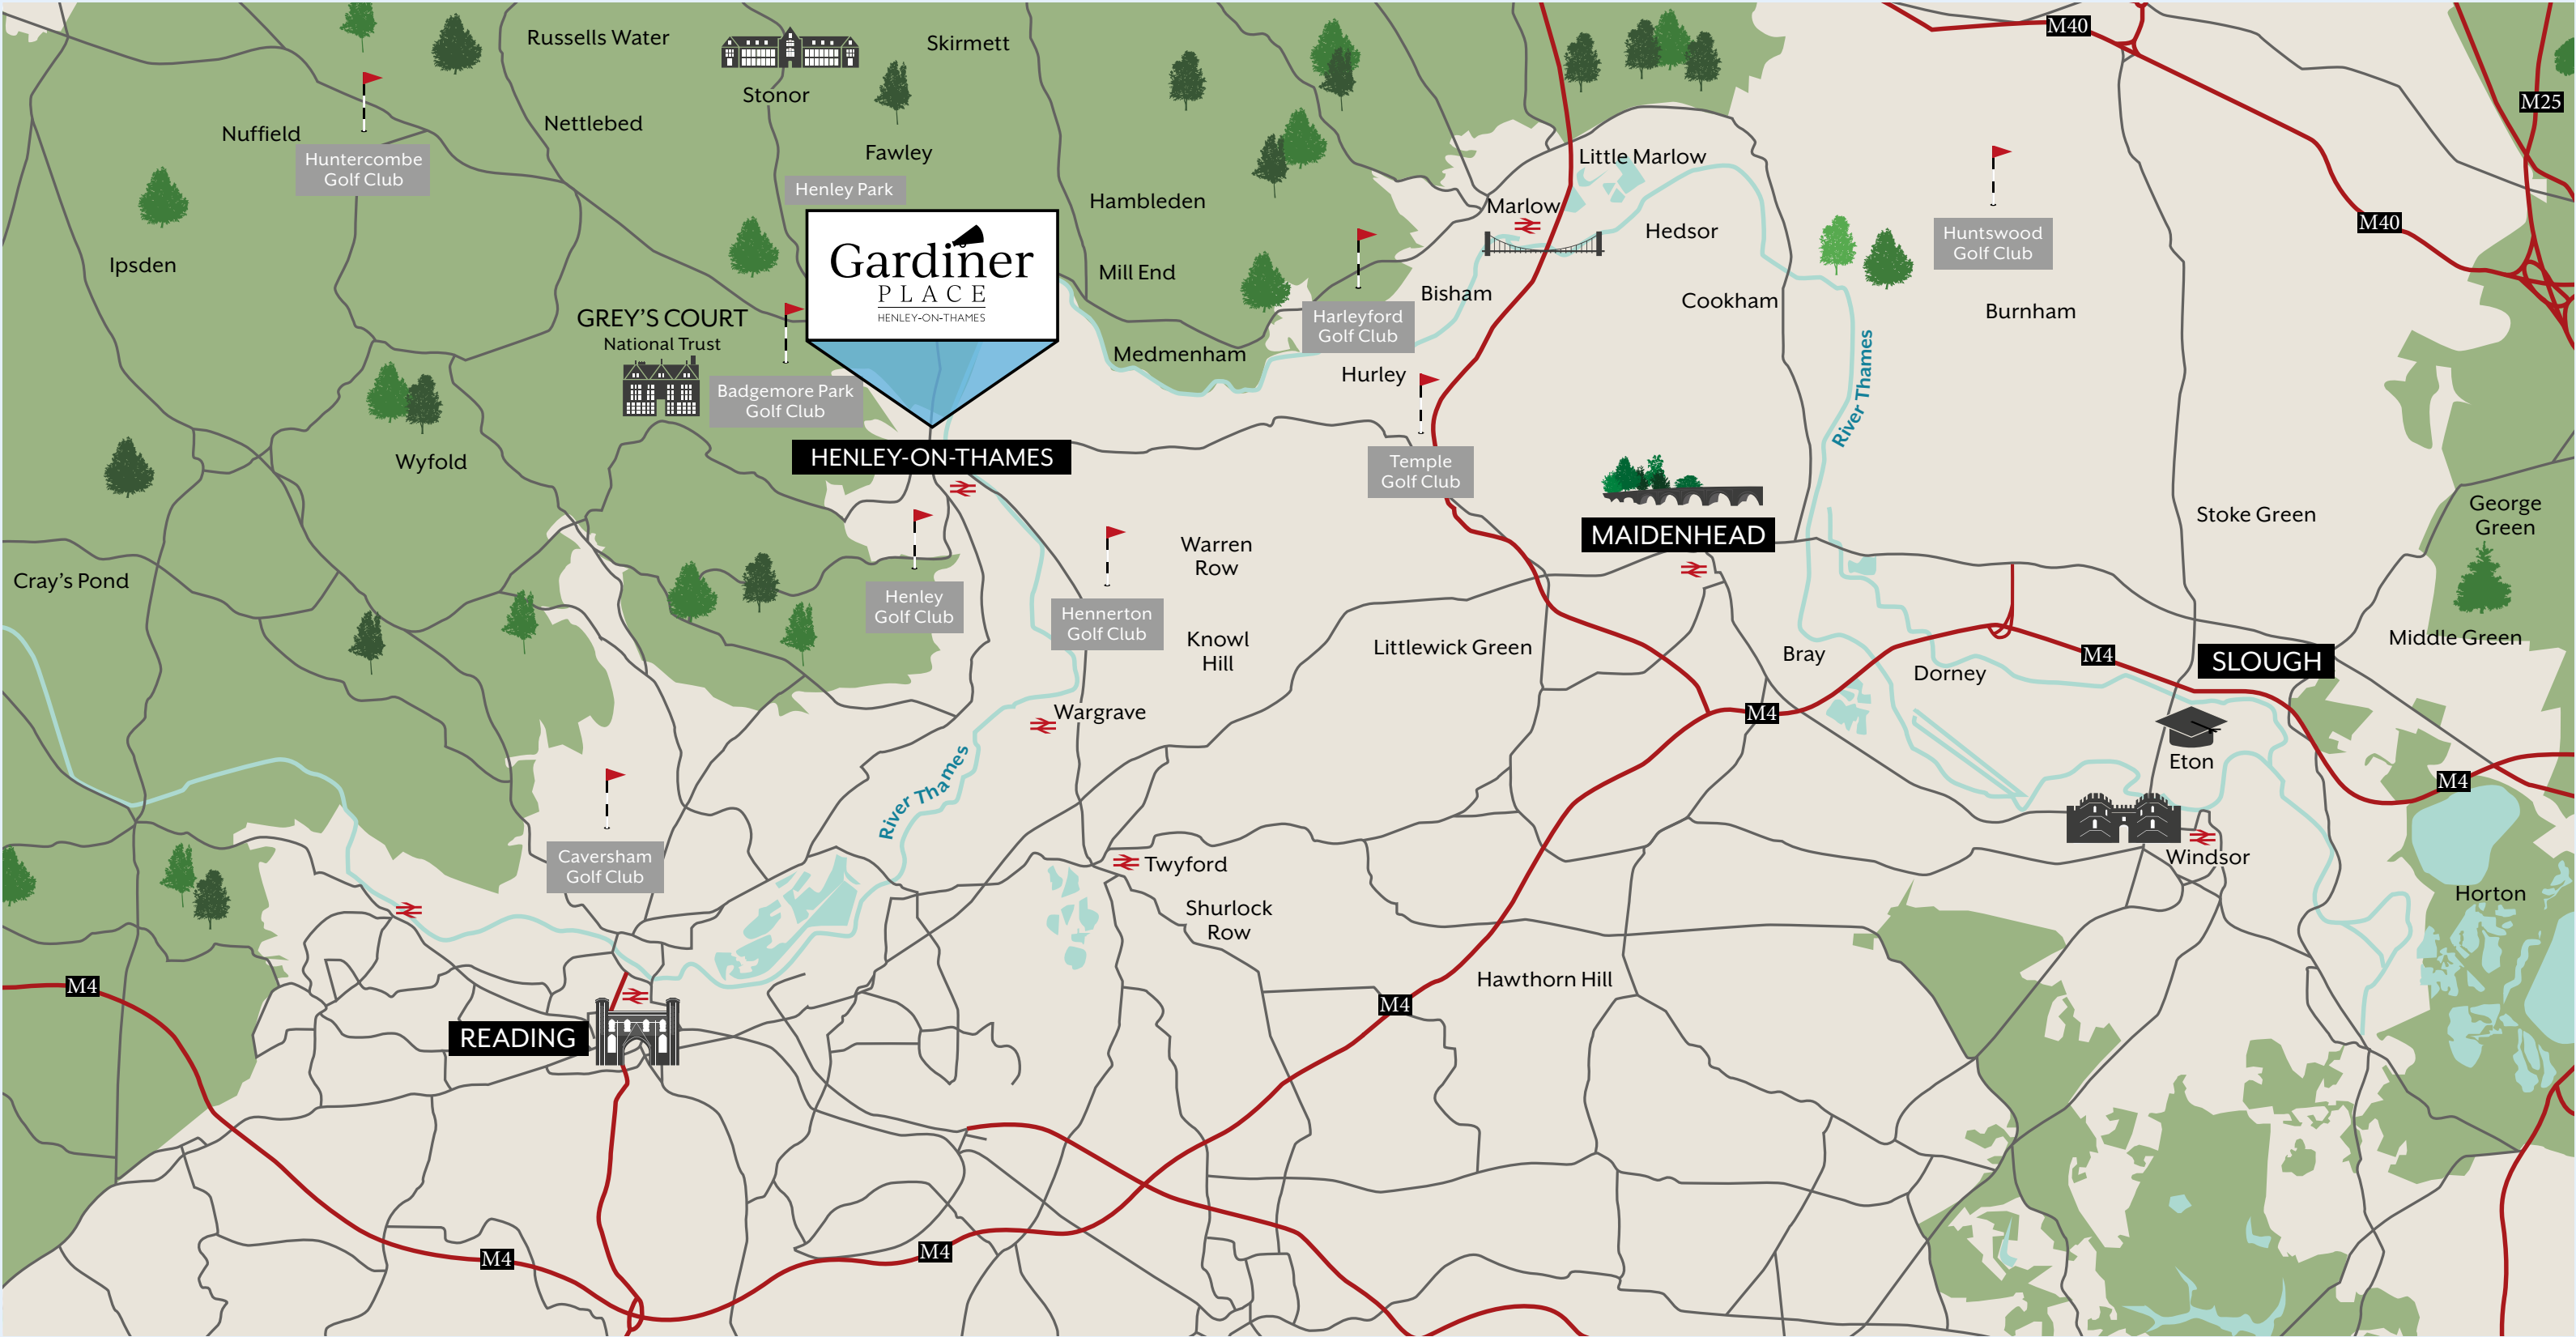 M40
Russells Water
Skirmett
Stonor
M25
Nettlebed
Nuffield
Huntercombe
Golf Club
Fawley
Little Marlow
Henley Park
Hambleden
Marlow
Hedsor
Huntswood
Golf Club
M40
Gardiner
PLACE
HENLEY-ON-THAMES
Ipsden
Mill End
Bisham
Cookham
Burnham
GREY'S COURT
National Trust
Harleyford
Golf Club
Medmenham
Hurley
River Thames
Badgemore Park
Golf Club
Wyfold
HENLEY-ON-THAMES
Temple
Golf Club
MAIDENHEAD
Stoke Green
George
Green
Warren
Row
Cray's Pond
Henley
Golf Club
Hennerton
Golf Club
Knowl
Hill
Littlewick Green
Bray
Dorney
M4
SLOUGH
Middle Green
Wargrave
M4
Eton
River Thames
M4
Caversham
Golf Club
Twyford
Windsor
Horton
Shurlock
Row
Hawthorn Hill
M4
M4
READING
M4
M4